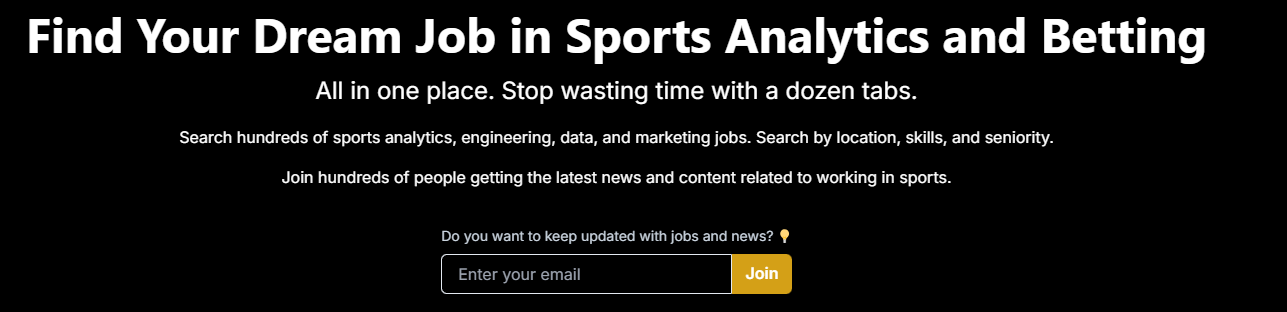 Find Your Dream Job in Sports Analytics and Betting
All in one place. Stop wasting time with a dozen tabs.
Search hundreds of sports analytics, engineering, data, and marketing jobs. Search by location, skills, and seniority.
Join hundreds of people getting the latest news and content related to working in sports.
Do you want to keep updated with jobs and news? 💡
Enter your email
Join